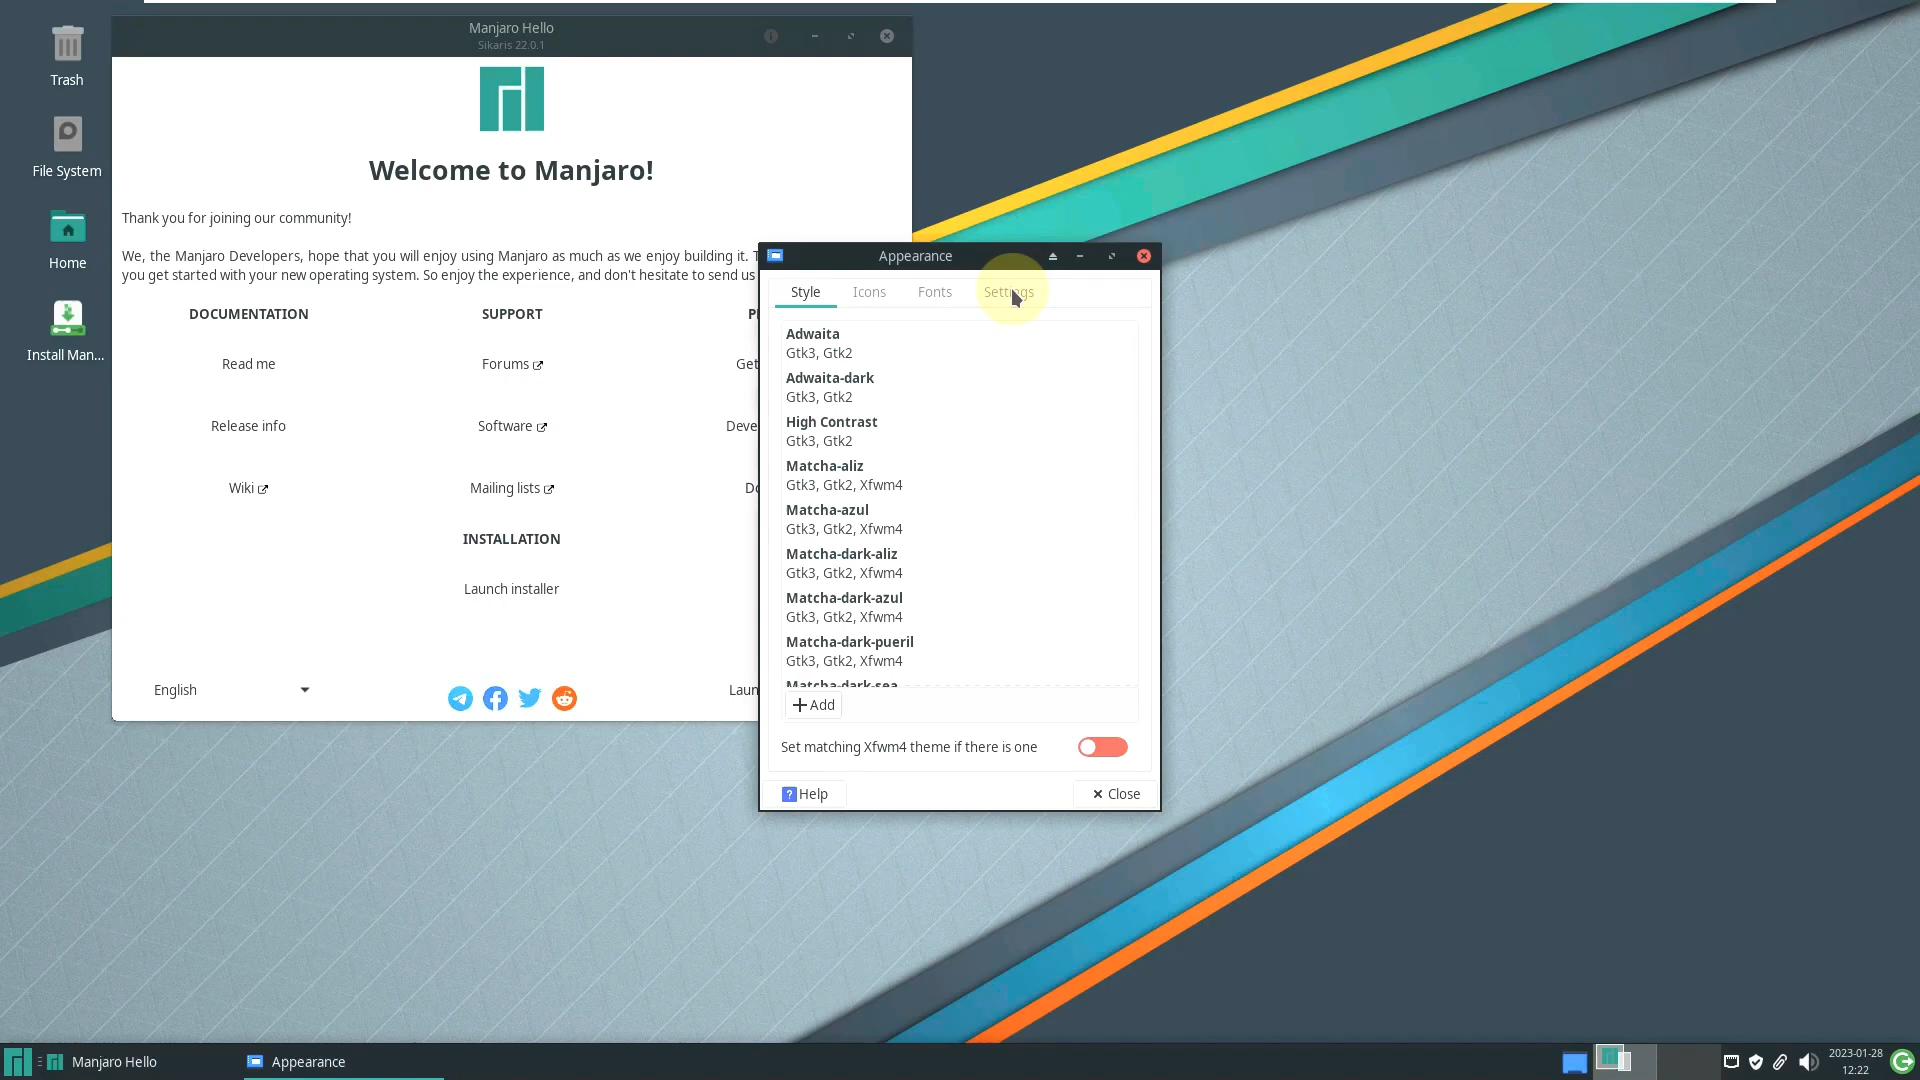 Trash
File System
Home
Install Man...
Manjaro Hello
Sikaris 22.0.1
Welcome to Manjaro!
Thank you for joining our community!
We, the Manjaro Developers, hope that you will enjoy using Manjaro as much as we enjoy building it. T
you get started with your new operating system. So enjoy the experience, and don't hesitate to send us
DOCUMENTATION
SUPPORT
P
Read me
Forums
Get
Release info
Software
Deve
Wiki
Mailing lists
Do
INSTALLATION
Launch installer
English
Laun
Appearance
Style
Icons
Fonts
Settings
Adwaita
Gtk3, Gtk2
Adwaita-dark
Gtk3, Gtk2
High Contrast
Gtk3, Gtk2
Matcha-aliz
Gtk3, Gtk2, Xfwm4
Matcha-azul
Gtk3, Gtk2, Xfwm4
Matcha-dark-aliz
Gtk3, Gtk2, Xfwm4
Matcha-dark-azul
Gtk3, Gtk2, Xfwm4
Matcha-dark-pueril
Gtk3, Gtk2, Xfwm4
Matcha-dark-sea
Add
Set matching Xfwm4 theme if there is one
Help
Close
Manjaro Hello
Appearance
2023-01-28
12:22